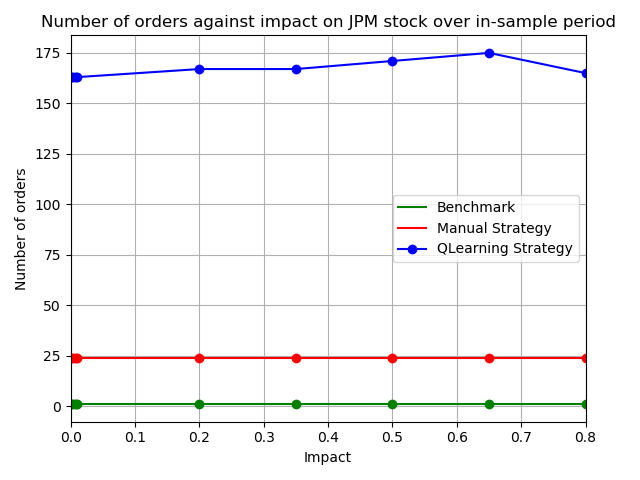 Number of orders against impact on JPM stock over in-sample period
175
150
125
100
75
50
25
0
Number of orders
Benchmark
Manual Strategy
QLearning Strategy
0.0 0.1 0.2 0.3 0.4 0.5 0.6 0.7 0.8
Impact